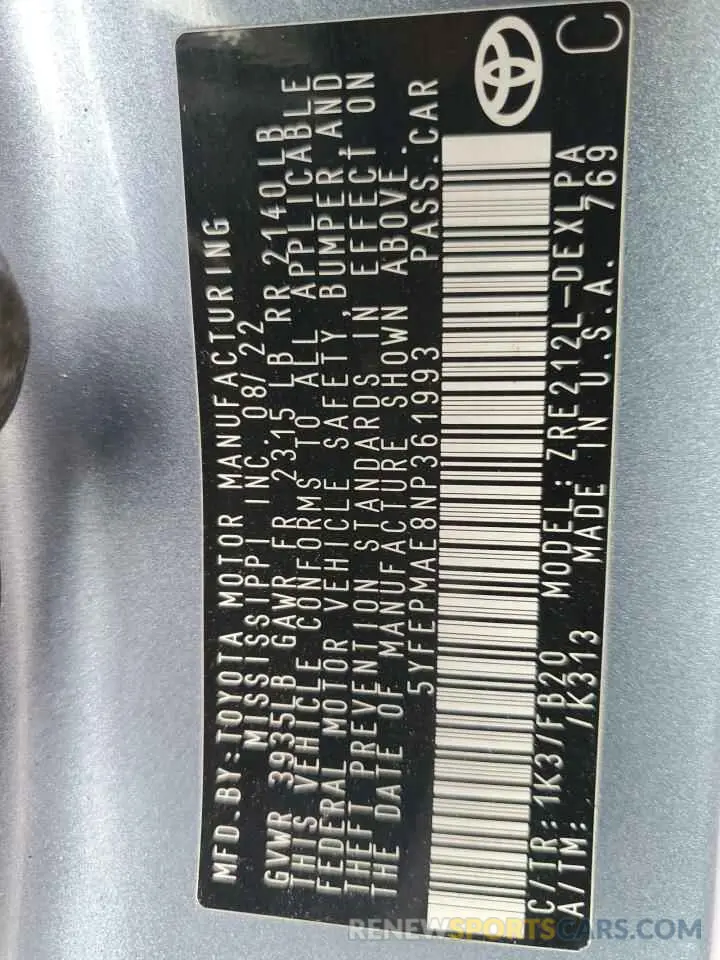 MFD.BY:TOYOTA MOTOR MANUFACTURING
MISSISSIPPI INC. 08/22
GVWR 3935LB GAWR FR 2315 LB RR 2140LB
THIS VEHICLE CONFORMS TO ALL APPLICABLE
FEDERAL MOTOR VEHICLE SAFETY, BUMPER, AND
THEFT PREVENTION STANDARDS IN EFFECT ON
THE DATE OF MANUFACTURE SHOWN ABOVE.
5YFEPMAE8NP361993 PASS.CAR
C/TR: 1K3/FB20 MODEL: ZRE212L-DEXLPA
A/TM: /K313 MADE IN U.S.A. 769
C
RENEWSPORTSCARS.COM